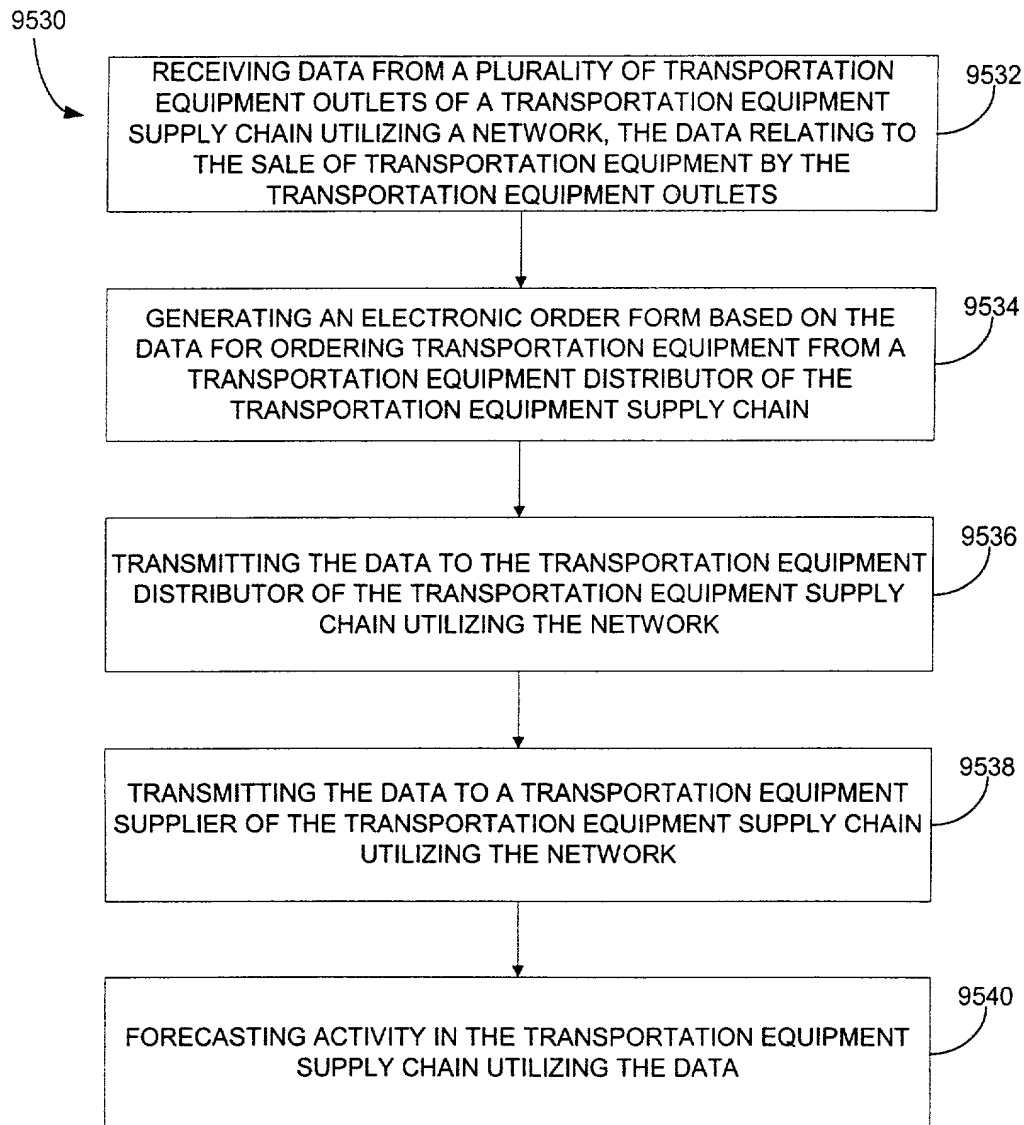 9530
RECEIVING DATA FROM A PLURALITY OF TRANSPORTATION
EQUIPMENT OUTLETS OF A TRANSPORTATION EQUIPMENT
SUPPLY CHAIN UTILIZING A NETWORK, THE DATA RELATING TO
THE SALE OF TRANSPORTATION EQUIPMENT BY THE
TRANSPORTATION EQUIPMENT OUTLETS
9532
GENERATING AN ELECTRONIC ORDER FORM BASED ON THE
DATA FOR ORDERING TRANSPORTATION EQUIPMENT FROM A
TRANSPORTATION EQUIPMENT DISTRIBUTOR OF THE
TRANSPORTATION EQUIPMENT SUPPLY CHAIN
9534
TRANSMITTING THE DATA TO THE TRANSPORTATION EQUIPMENT
DISTRIBUTOR OF THE TRANSPORTATION EQUIPMENT SUPPLY
CHAIN UTILIZING THE NETWORK
9536
TRANSMITTING THE DATA TO A TRANSPORTATION EQUIPMENT
SUPPLIER OF THE TRANSPORTATION EQUIPMENT SUPPLY CHAIN
UTILIZING THE NETWORK
9538
FORECASTING ACTIVITY IN THE TRANSPORTATION EQUIPMENT
SUPPLY CHAIN UTILIZING THE DATA
9540